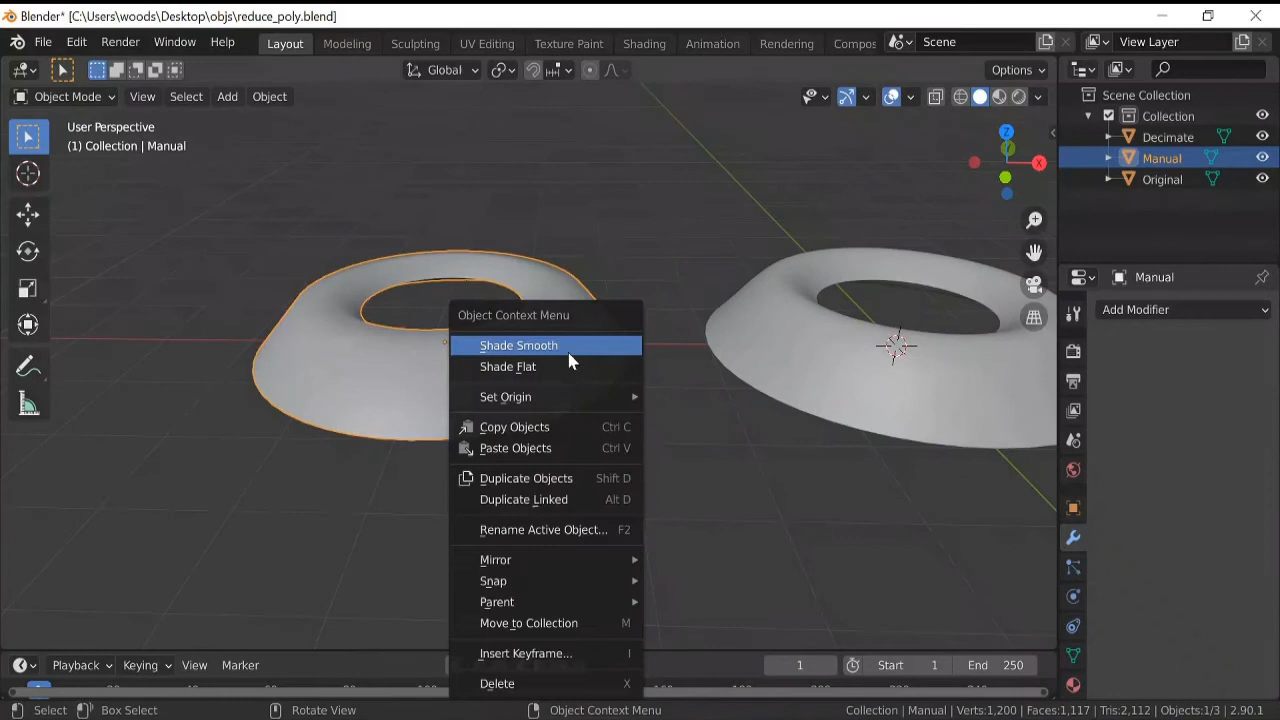 Blender* [C:\Users\woods\Desktop\objs\reduce_poly.blend]
File Edit Render Window Help Layout Modeling Sculpting UV Editing Texture Paint Shading Animation Rendering Compos Scene View Layer
Global Options
Object Mode View Select Add Object
Scene Collection
Collection
Decimate
Manual
Original
User Perspective
(1) Collection | Manual
Z
Y
X
Manual
Add Modifier
Object Context Menu
Shade Smooth
Shade Flat
Set Origin
Copy Objects Ctrl C
Paste Objects Ctrl V
Duplicate Objects Shift D
Duplicate Linked Alt D
Rename Active Object... F2
Mirror
Snap
Parent
Move to Collection M
Insert Keyframe... I
Delete X
Playback Keying View Marker 1 Start 1 End 250
Select Box Select Rotate View Object Context Menu Collection | Manual | Verts:1,200 | Faces:1,117 | Tris:2,112 | Objects:1/3 | 2.90.1